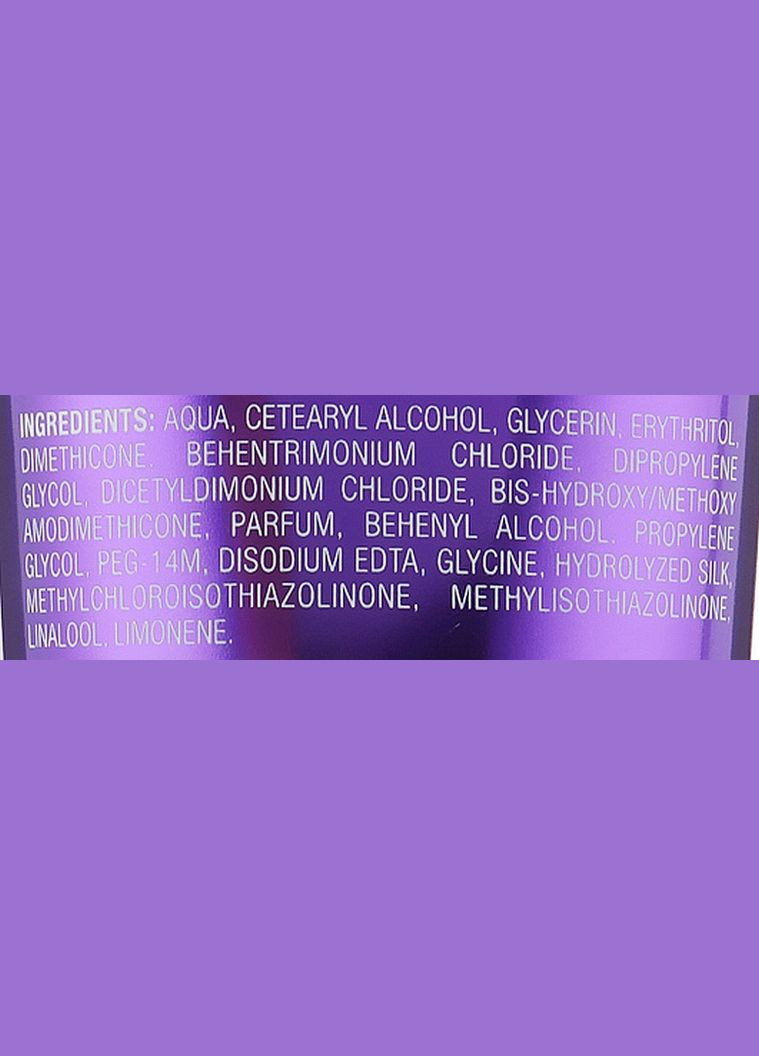 INGREDIENTS: AQUA, CETEARYL ALCOHOL, GLYCERIN, ERYTHRITOL,
DIMETHICONE, BEHENTRIMONIUM CHLORIDE, DIPROPYLENE
GLYCOL, DICETYLDIMONIUM CHLORIDE, BIS-HYDROXY/METHOXY
AMODIMETHICONE, PARFUM, BEHENYL ALCOHOL, PROPYLENE
GLYCOL, PEG-14M, DISODIUM EDTA, GLYCINE, HYDROLYZED SILK,
METHYLCHLOROISOTHIAZOLINONE, METHYLISOTHIAZOLINONE,
LINALOOL, LIMONENE.